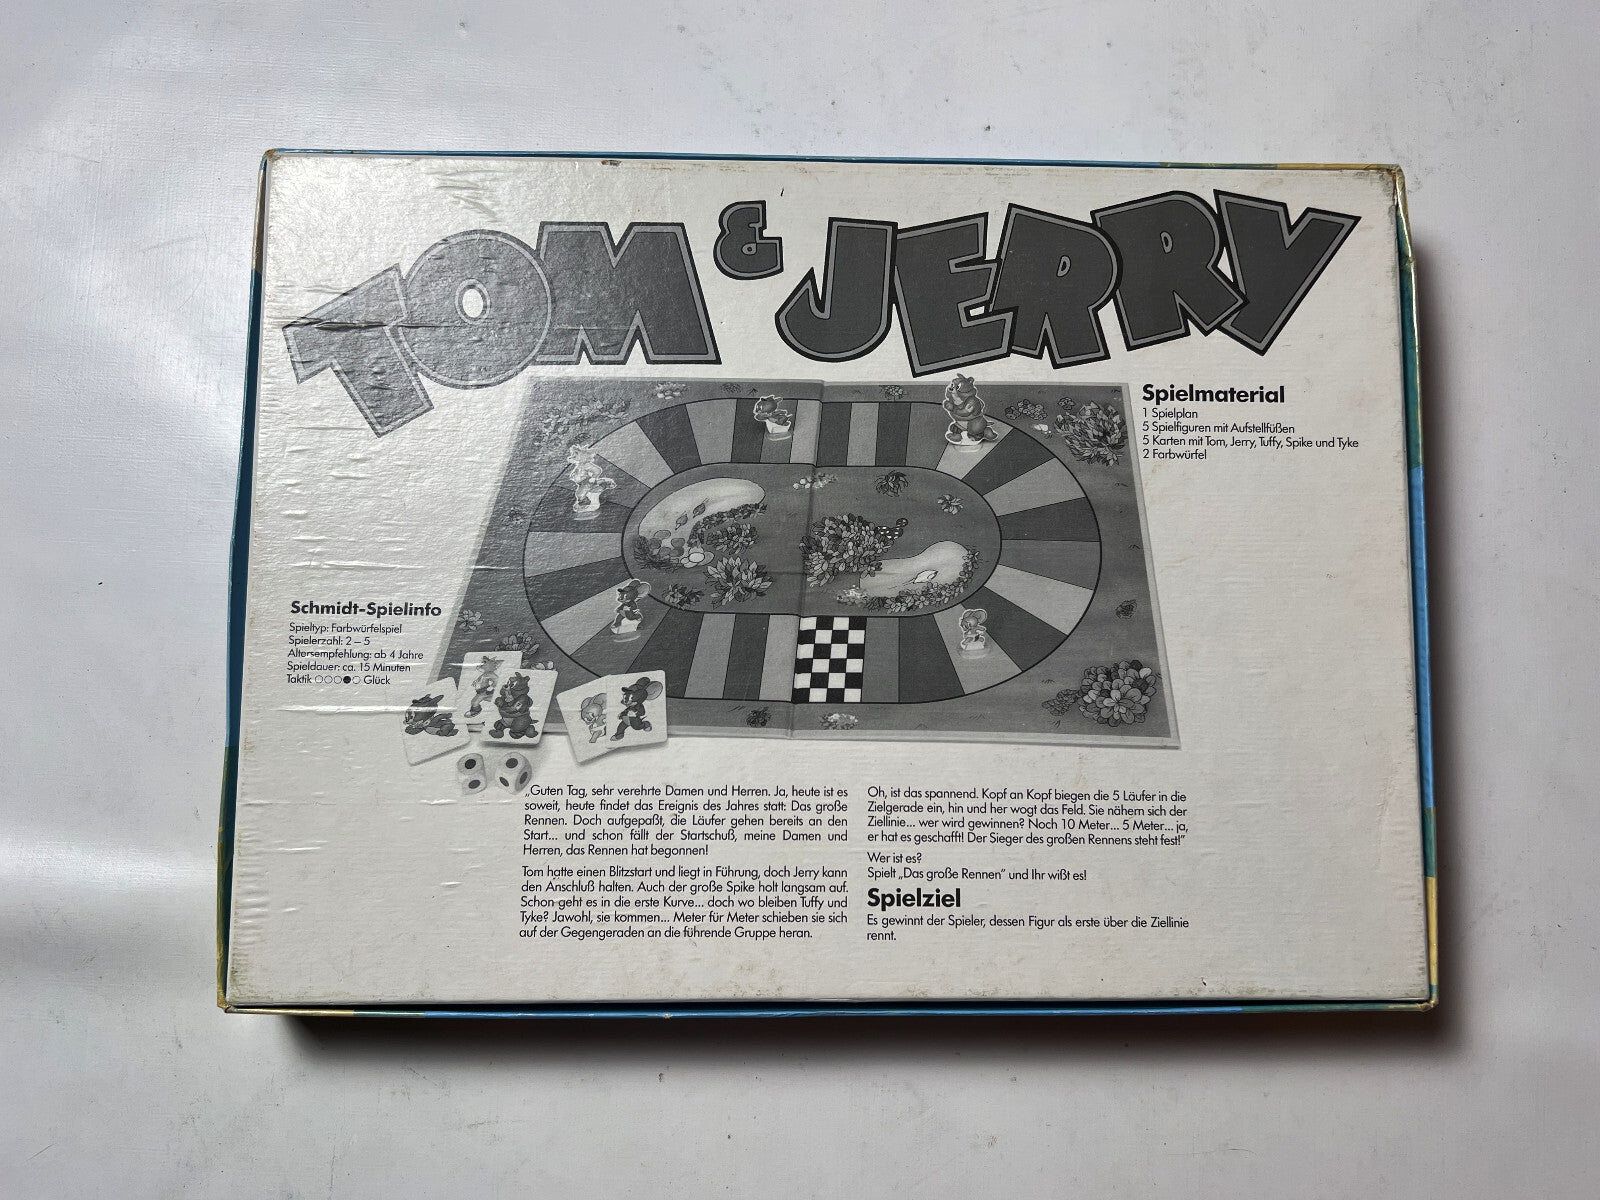 TOM & JERRY
Spielmaterial
1 Spielplan
5 Spielfiguren mit Aufstellfüßen
5 Karten mit Tom, Jerry, Tuffy, Spike und Tyke
2 Farbwürfel
Schmidt-Spielinfo
Spieltyp: Farbwürfelspiel
Spielerzahl: 2 – 5
Altersempfehlung: ab 4 Jahre
Spieldauer: ca. 15 Minuten
Taktik ○○○●○ Glück
„Guten Tag, sehr verehrte Damen und Herren. Ja, heute ist es
soweit, heute findet das Ereignis des Jahres statt: Das große
Rennen. Doch aufgepaßt, die Läufer gehen bereits an den
Start... und schon fällt der Startschuß, meine Damen und
Herren, das Rennen hat begonnen!
Tom hatte einen Blitzstart und liegt in Führung, doch Jerry kann
den Anschluß halten. Auch der große Spike holt langsam auf.
Schon geht es in die erste Kurve... doch wo bleiben Tuffy und
Tyke? Jawohl, sie kommen... Meter für Meter schieben sie sich
auf der Gegengeraden an die führende Gruppe heran.
Oh, ist das spannend. Kopf an Kopf biegen die 5 Läufer in die
Zielgerade ein, hin und her wogt das Feld. Sie nähern sich der
Ziellinie... wer wird gewinnen? Noch 10 Meter... 5 Meter... ja,
er hat es geschafft! Der Sieger des großen Rennens steht fest!“
Wer ist es?
Spielt „Das große Rennen“ und Ihr wißt es!
Spielziel
Es gewinnt der Spieler, dessen Figur als erste über die Ziellinie
rennt.